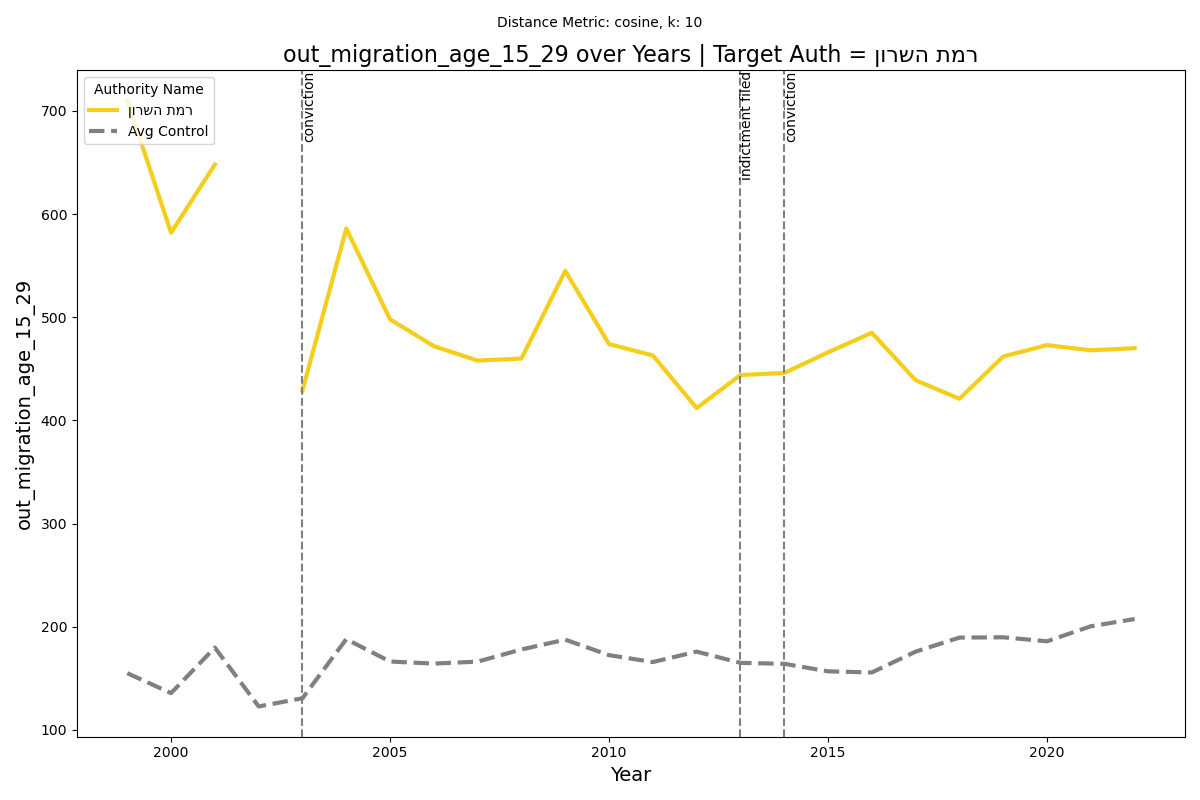 Distance Metric: cosine, k: 10
out_migration_age_15_29 over Years | Target Auth = רמת השרון
Authority Name
רמת השרון
Avg Control
conviction
indictment filed
conviction
out_migration_age_15_29
700
600
500
400
300
200
100
2000
2005
2010
2015
2020
Year